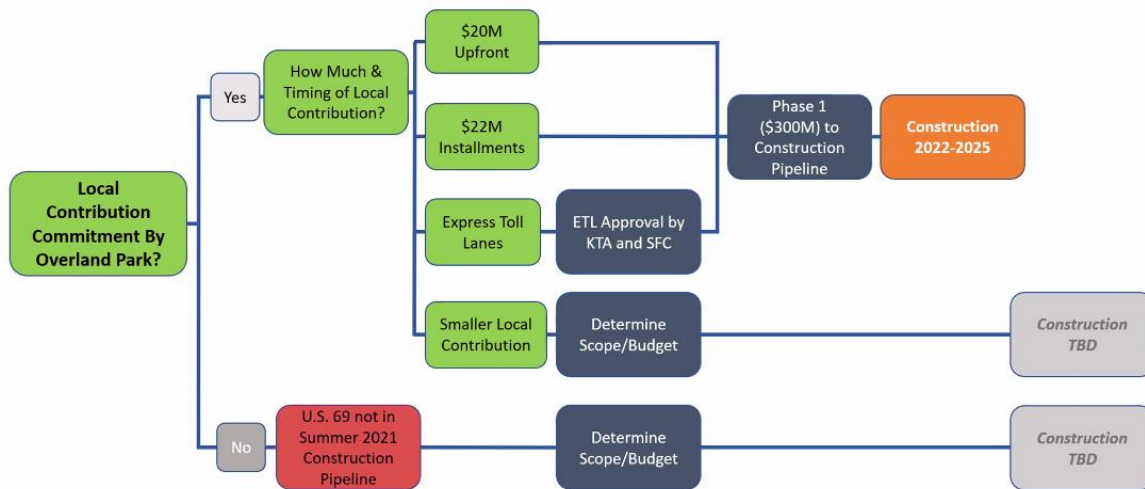 Local
Contribution
Commitment By
Overland Park?
Yes
How Much &
Timing of Local
Contribution?
$20M
Upfront
$22M
Installments
Express Toll
Lanes
ETL Approval by
KTA and SFC
Phase 1
($300M) to
Construction
Pipeline
Construction
2022-2025
Smaller Local
Contribution
Determine
Scope/Budget
Construction
TBD
No
U.S. 69 not in
Summer 2021
Construction
Pipeline
Determine
Scope/Budget
Construction
TBD